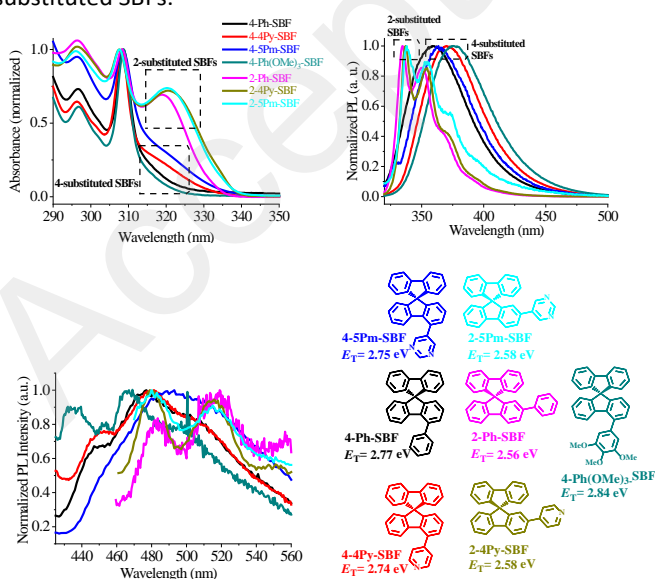 substituted SBFs.
Accept
4-Ph-SBF
4-4Py-SBF
4-5Pm-SBF
4-Ph(OMe)3-SBF
2-Ph-SBF
2-4Py-SBF
2-5Pm-SBF
2-substituted SBFs
4-substituted SBFs
Absorbance (normalized )
1.0
0.5
0.0
290 300 310 320 330 340 350
Wavelength (nm)
2-substituted
SBFs
4-substituted
SBFs
Normalized PL (a. u.)
1.0
0.8
0.6
0.4
0.2
0.0
350 400 450 500
Wavelength (nm)
Normalized PL Intensity (a.u.)
1.0
0.8
0.6
0.4
0.2
440 460 480 500 520 540 560
Wavelength (nm)
N
N
4-5Pm-SBF
ET= 2.75 eV
N
N
2-5Pm-SBF
ET= 2.58 eV
4-Ph-SBF
ET= 2.77 eV
2-Ph-SBF
ET= 2.56 eV
MeO
MeO
OMe
4-Ph(OMe)3-SBF
ET= 2.84 eV
N
4-4Py-SBF
ET= 2.74 eV
N
2-4Py-SBF
ET= 2.58 eV